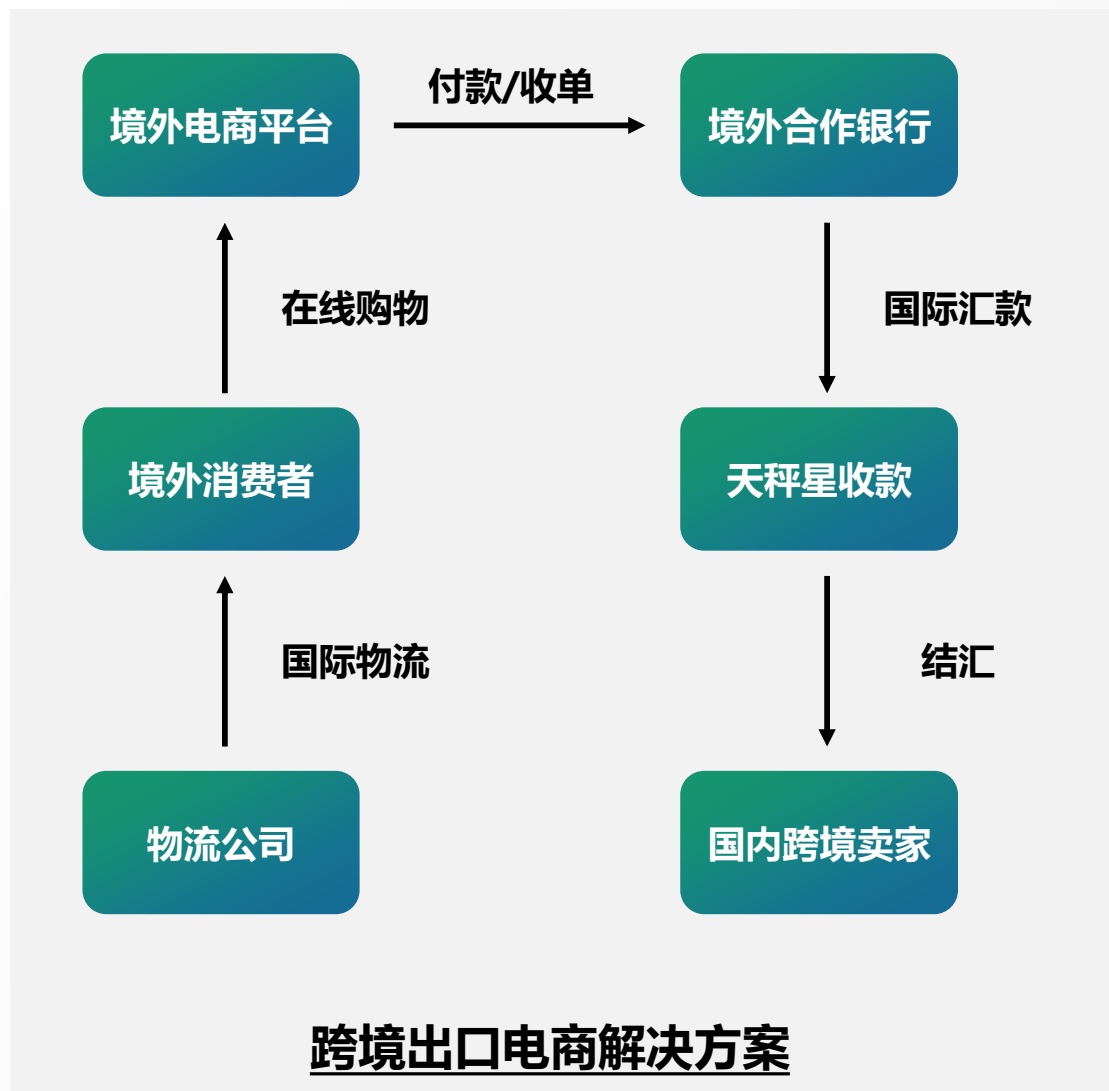 境外电商平台
付款/收单
境外合作银行
在线购物
国际汇款
境外消费者
天秤星收款
国际物流
结汇
物流公司
国内跨境卖家
跨境出口电商解决方案